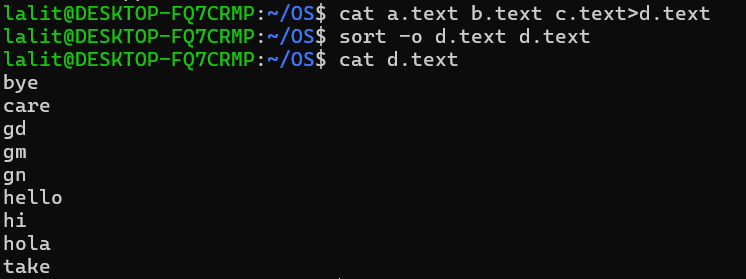 lalit@DESKTOP-FQ7CRMP:~/OS$ cat a.text b.text c.text>d.text
lalit@DESKTOP-FQ7CRMP:~/OS$ sort -o d.text d.text
lalit@DESKTOP-FQ7CRMP:~/OS$ cat d.text
bye
care
gd
gm
gn
hello
hi
hola
take